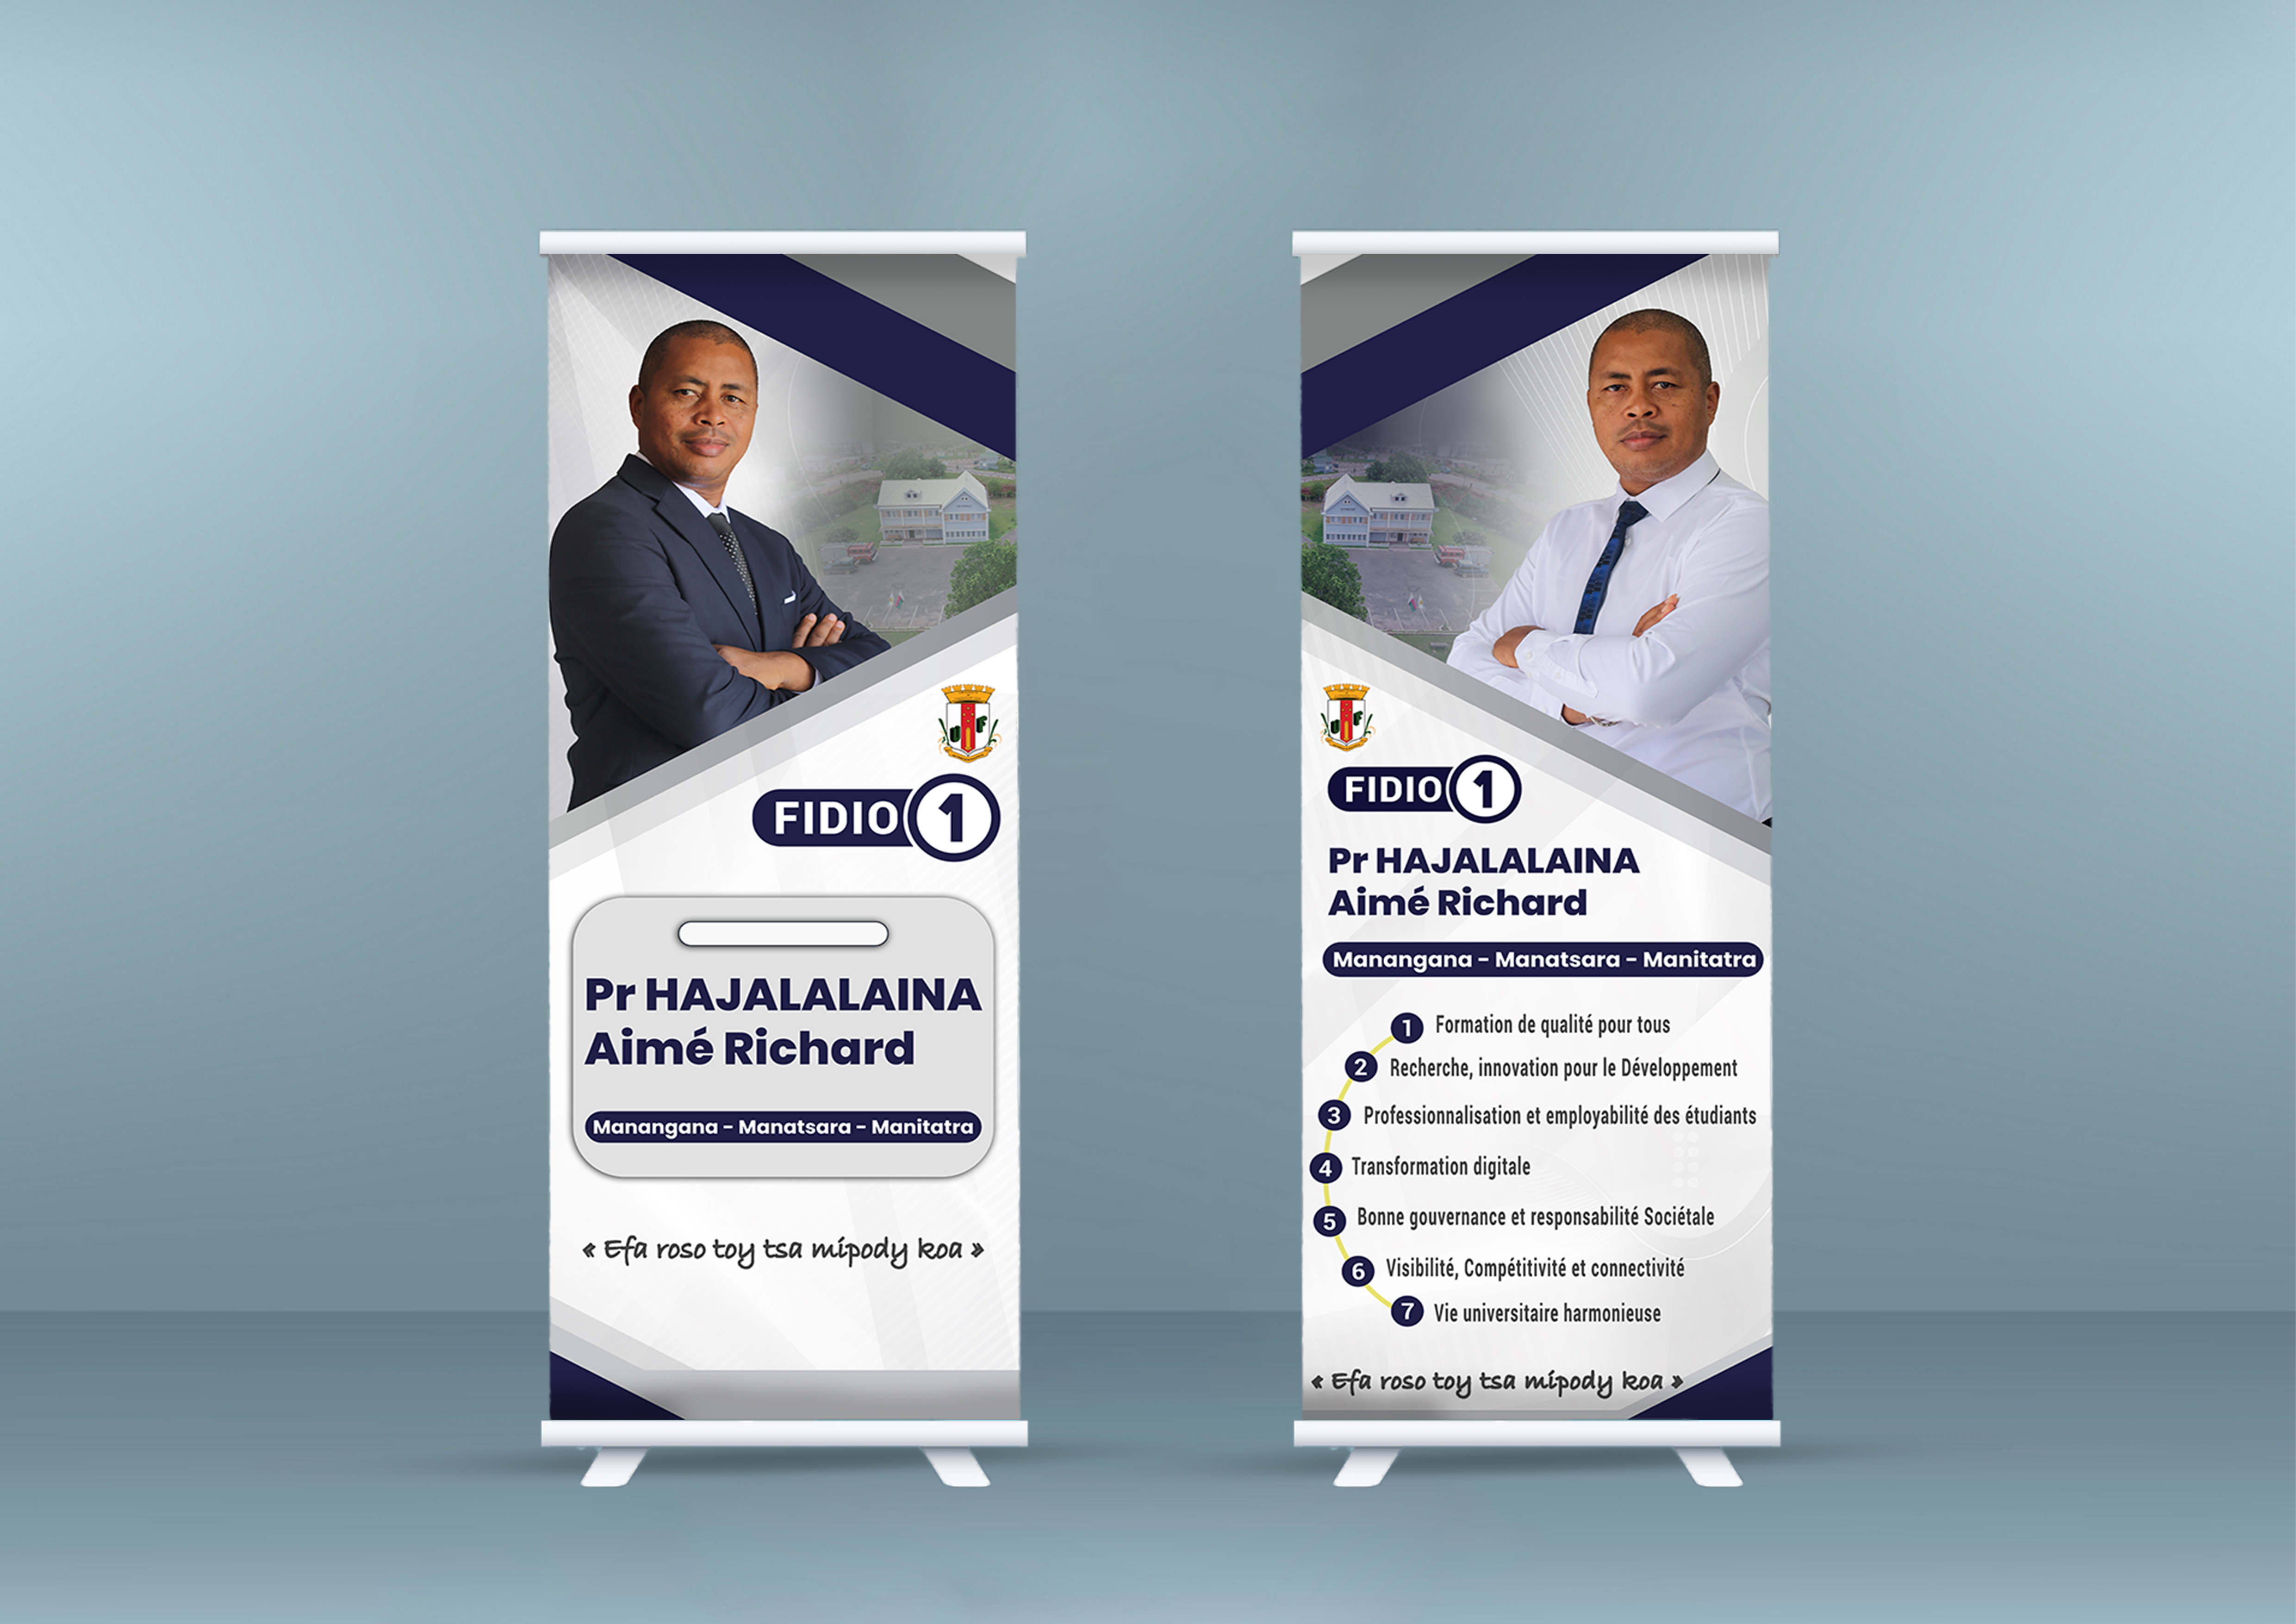 U F
FIDIO 1
Pr HAJALALAINA
Aimé Richard
Manangana - Manatsara - Manitatra
« Efa roso toy tsa mipody koa »
U F
FIDIO 1
Pr HAJALALAINA
Aimé Richard
Manangana - Manatsara - Manitatra
1 Formation de qualité pour tous
2 Recherche, innovation pour le Développement
3 Professionnalisation et employabilité des étudiants
4 Transformation digitale
5 Bonne gouvernance et responsabilité Sociétale
6 Visibilité, Compétitivité et connectivité
7 Vie universitaire harmonieuse
« Efa roso toy tsa mipody koa »